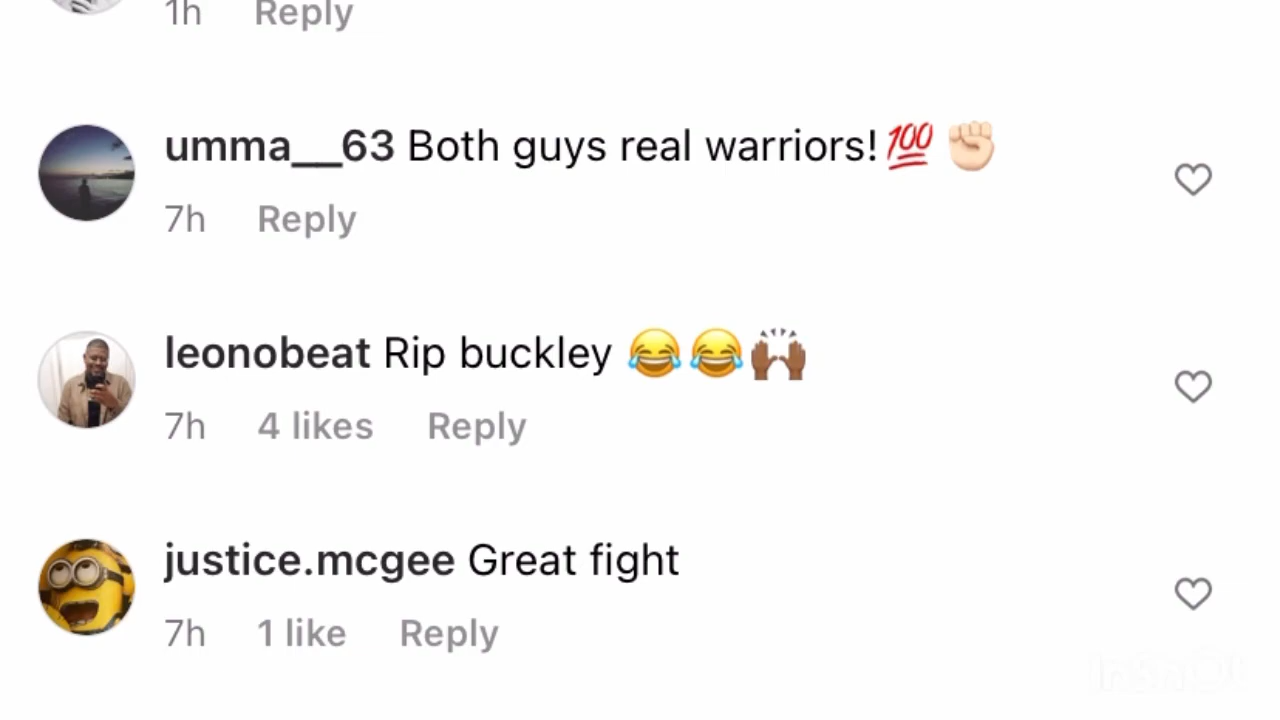 1h Reply
umma__63 Both guys real warriors!💯✊🏻
7h Reply
leonobeat Rip buckley 😂😂🙌🏾
7h 4 likes Reply
justice.mcgee Great fight
7h 1 like Reply